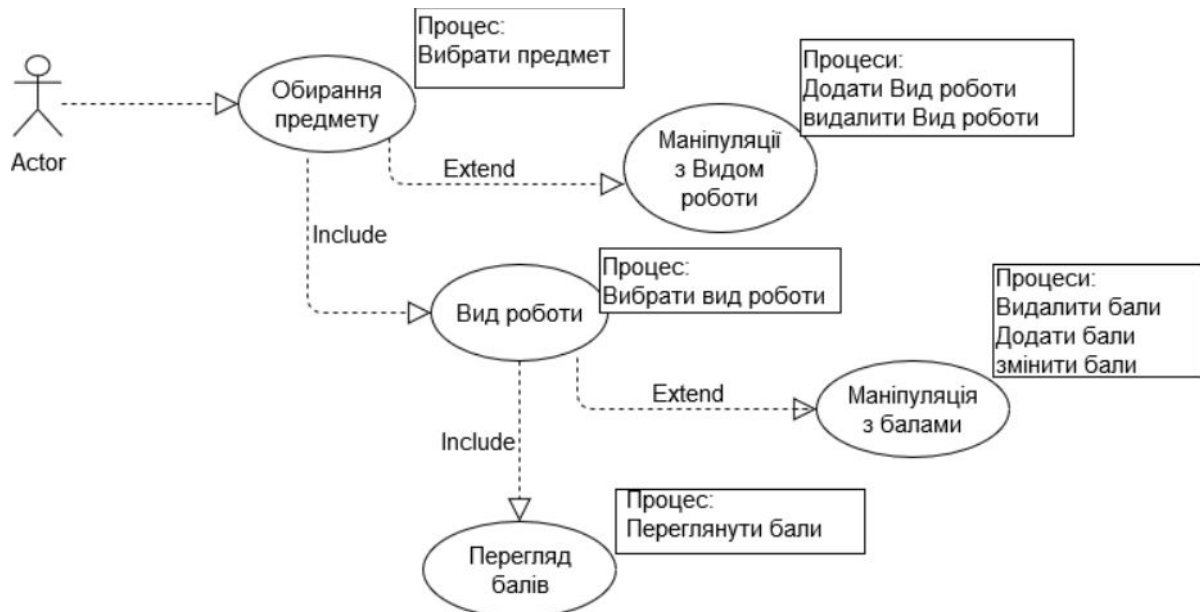 Процес:
Вибрати предмет
Actor
Обирання
предмету
Процеси:
Додати Вид роботи
видалити Вид роботи
Extend
Маніпуляції
з Видом
роботи
Include
Процес:
Вибрати вид роботи
Вид роботи
Процеси:
Видалити бали
Додати бали
змінити бали
Extend
Маніпуляція
з балами
Include
Процес:
Переглянути бали
Перегляд
балів